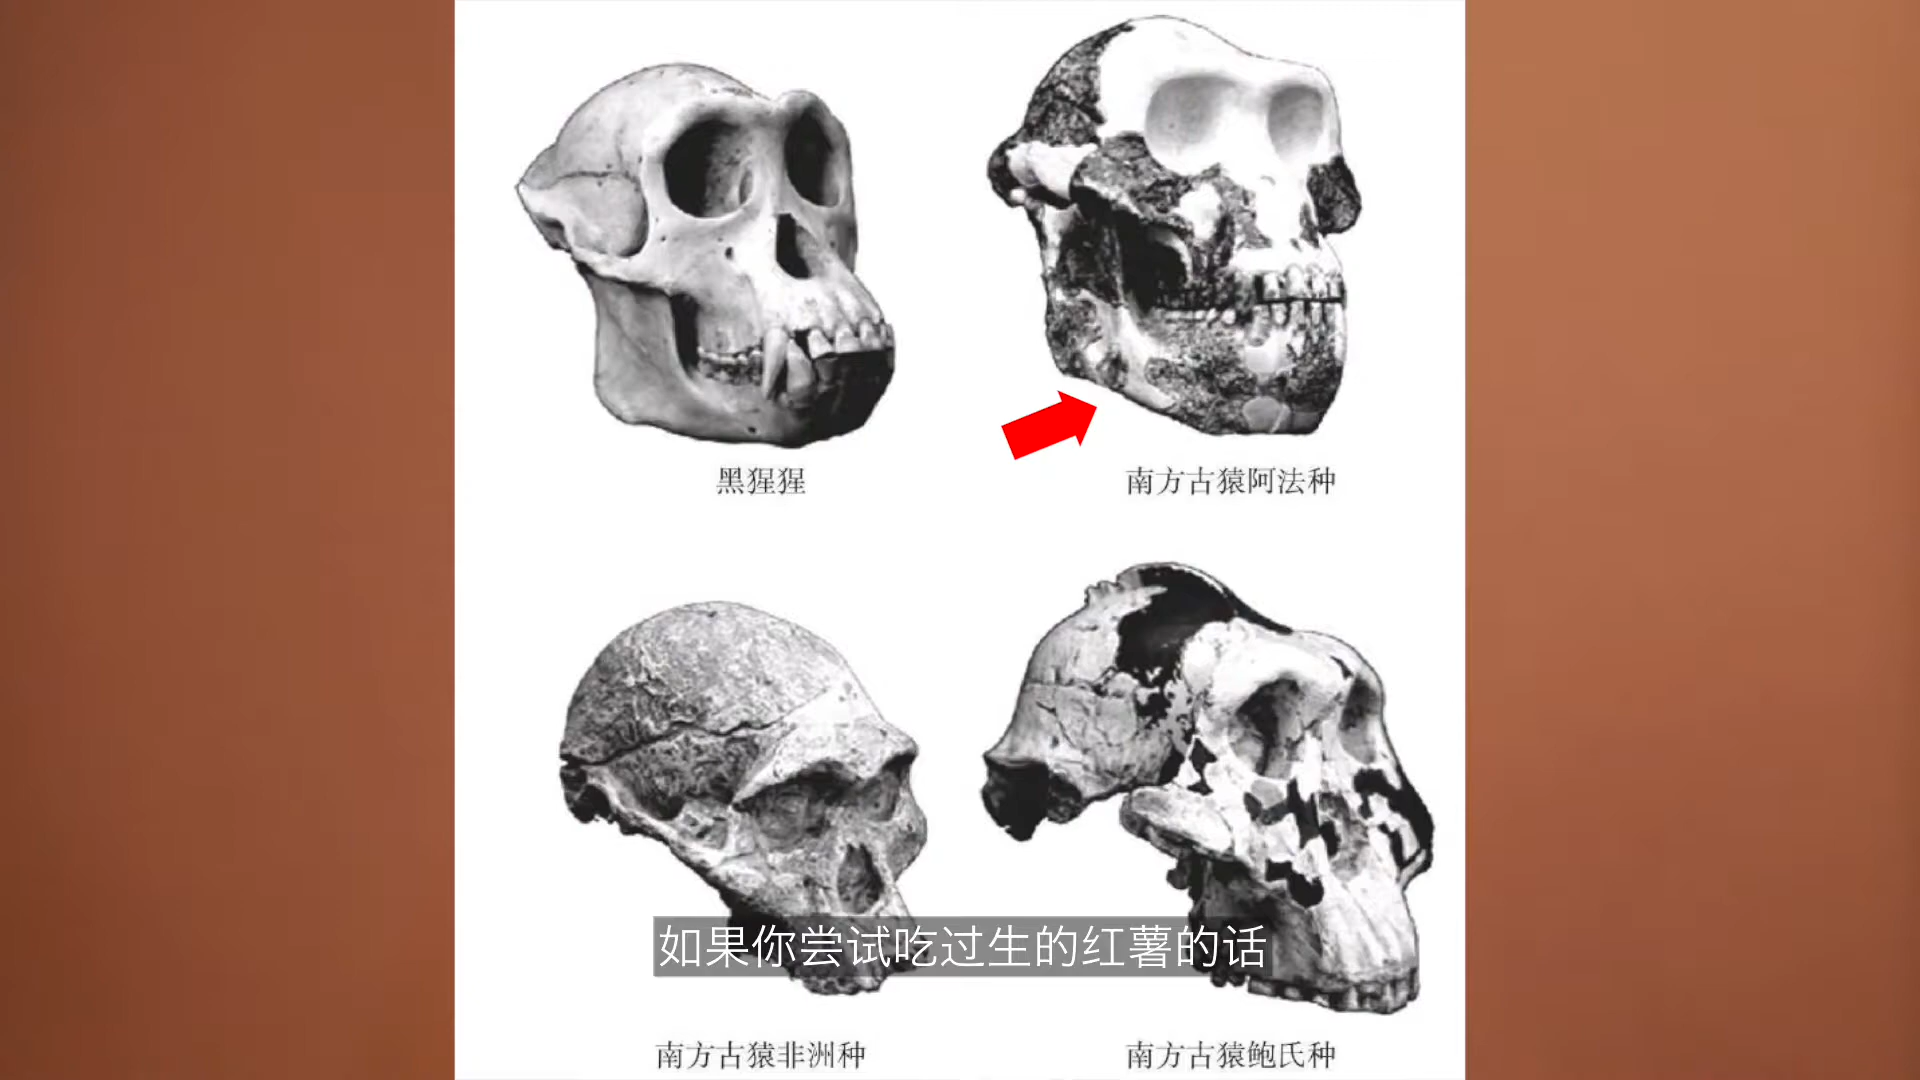 黑猩猩
南方古猿阿法种
如果你尝试吃过生的红薯的话
南方古猿非洲种
南方古猿鲍氏种